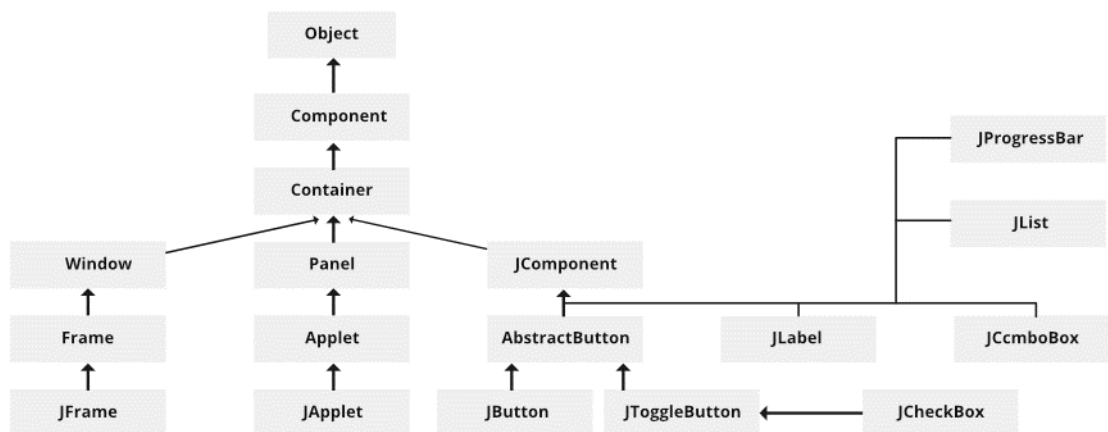 Object
Component
JProgressBar
Container
JList
Window
Panel
JComponent
Frame
Applet
AbstractButton
JLabel
JCcmboBox
JFrame
JApplet
JButton
JToggleButton
JCheckBox